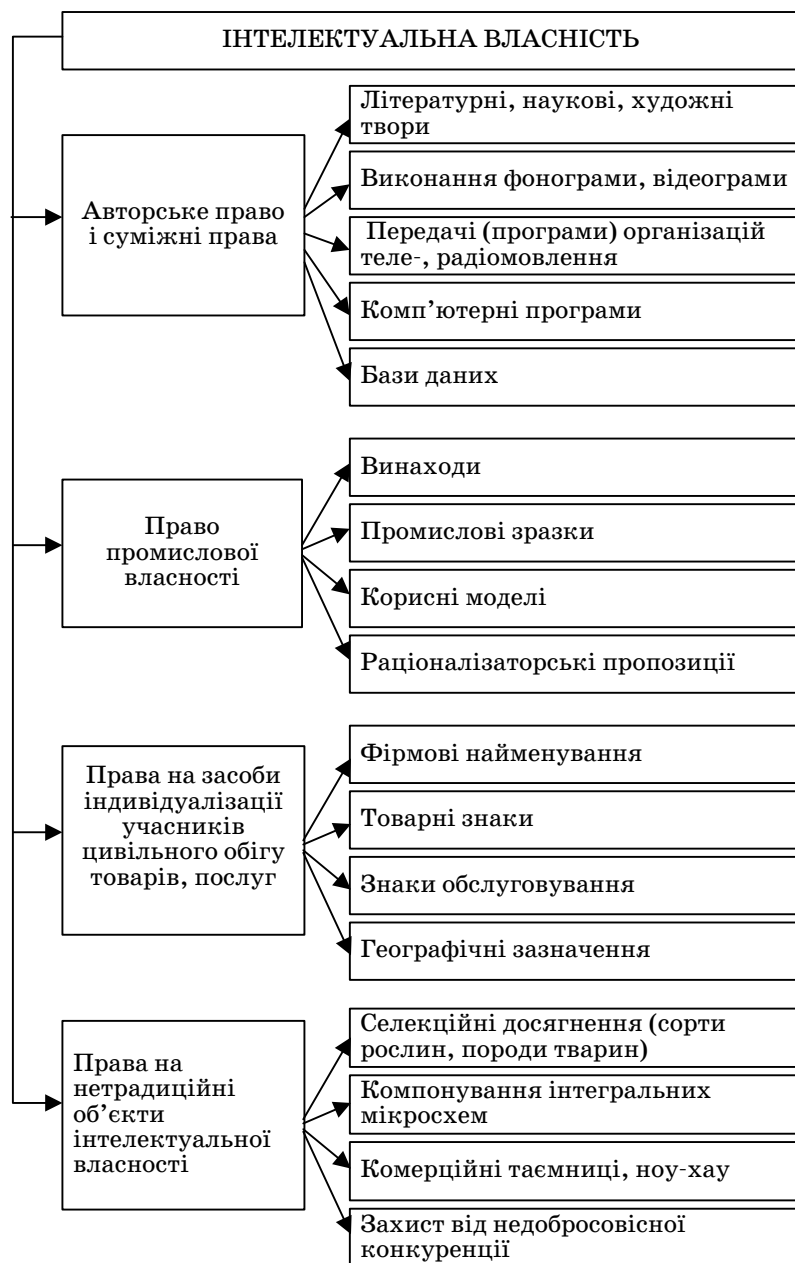 ІНТЕЛЕКТУАЛЬНА ВЛАСНІСТЬ
Авторське право
і суміжні права
Літературні, наукові, художні
твори
Виконання фонограми, відеограми
Передачі (програми) організацій
теле-, радіомовлення
Комп’ютерні програми
Бази даних
Право
промислової
власності
Винаходи
Промислові зразки
Корисні моделі
Раціоналізаторські пропозиції
Права на засоби
індивідуалізації
учасників
цивільного обігу
товарів, послуг
Фірмові найменування
Товарні знаки
Знаки обслуговування
Географічні зазначення
Права на
нетрадиційні
об’єкти
інтелектуальної
власності
Селекційні досягнення (сорти
рослин, породи тварин)
Компонування інтегральних
мікросхем
Комерційні таємниці, ноу-хау
Захист від недобросовісної
конкуренції